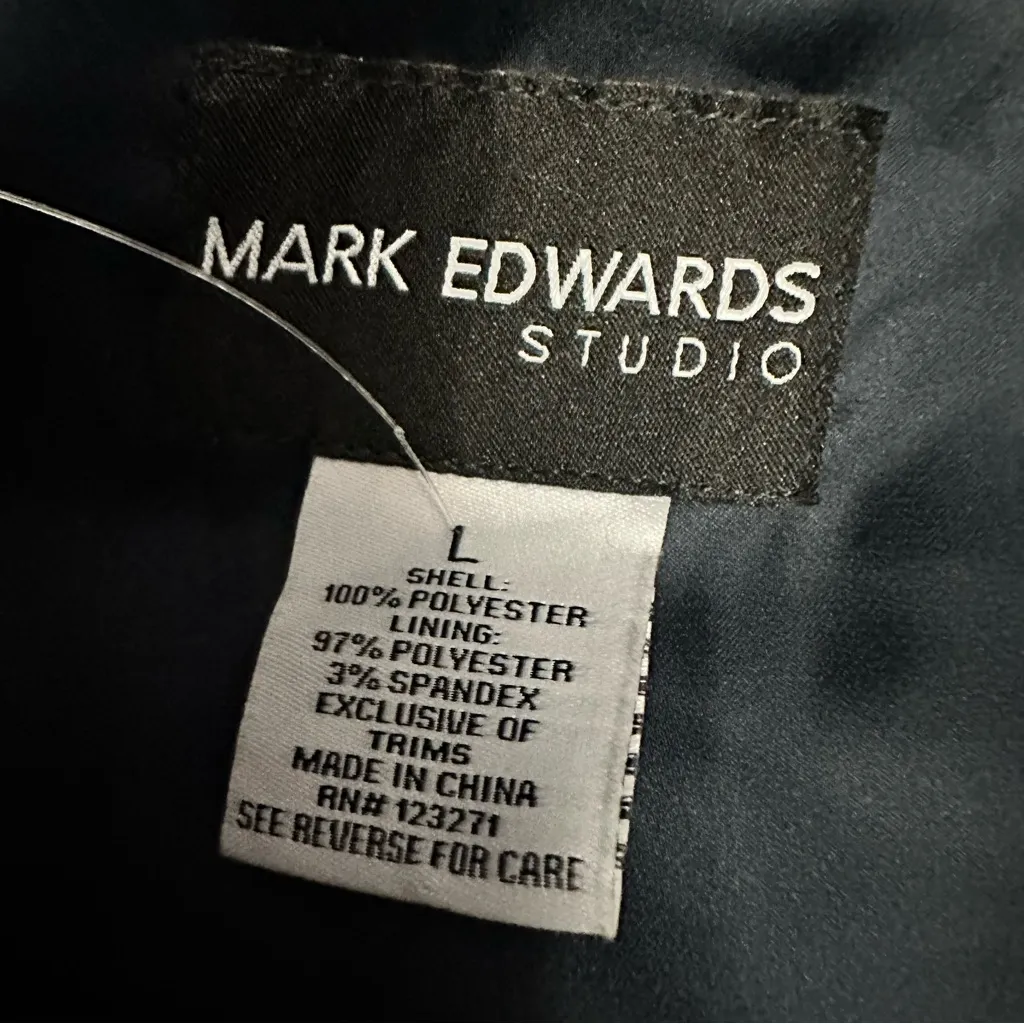 MARK EDWARDS
STUDIO
L
SHELL:
100% POLYESTER
LINING:
97% POLYESTER
3% SPANDEX
EXCLUSIVE OF
TRIMS
MADE IN CHINA
RN# 123271
SEE REVERSE FOR CARE